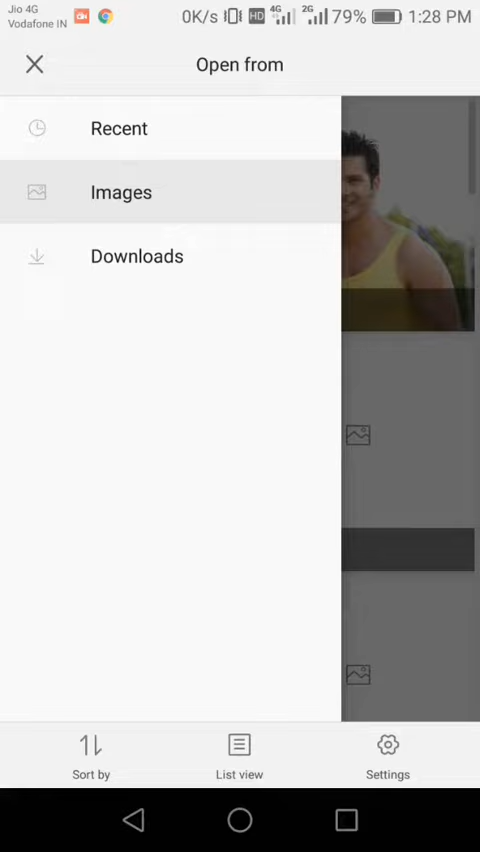 Jio 4G
Vodafone IN
0K/s HD 4G 2G 79% 1:28 PM
Open from
Recent
Images
Downloads
Sort by
List view
Settings